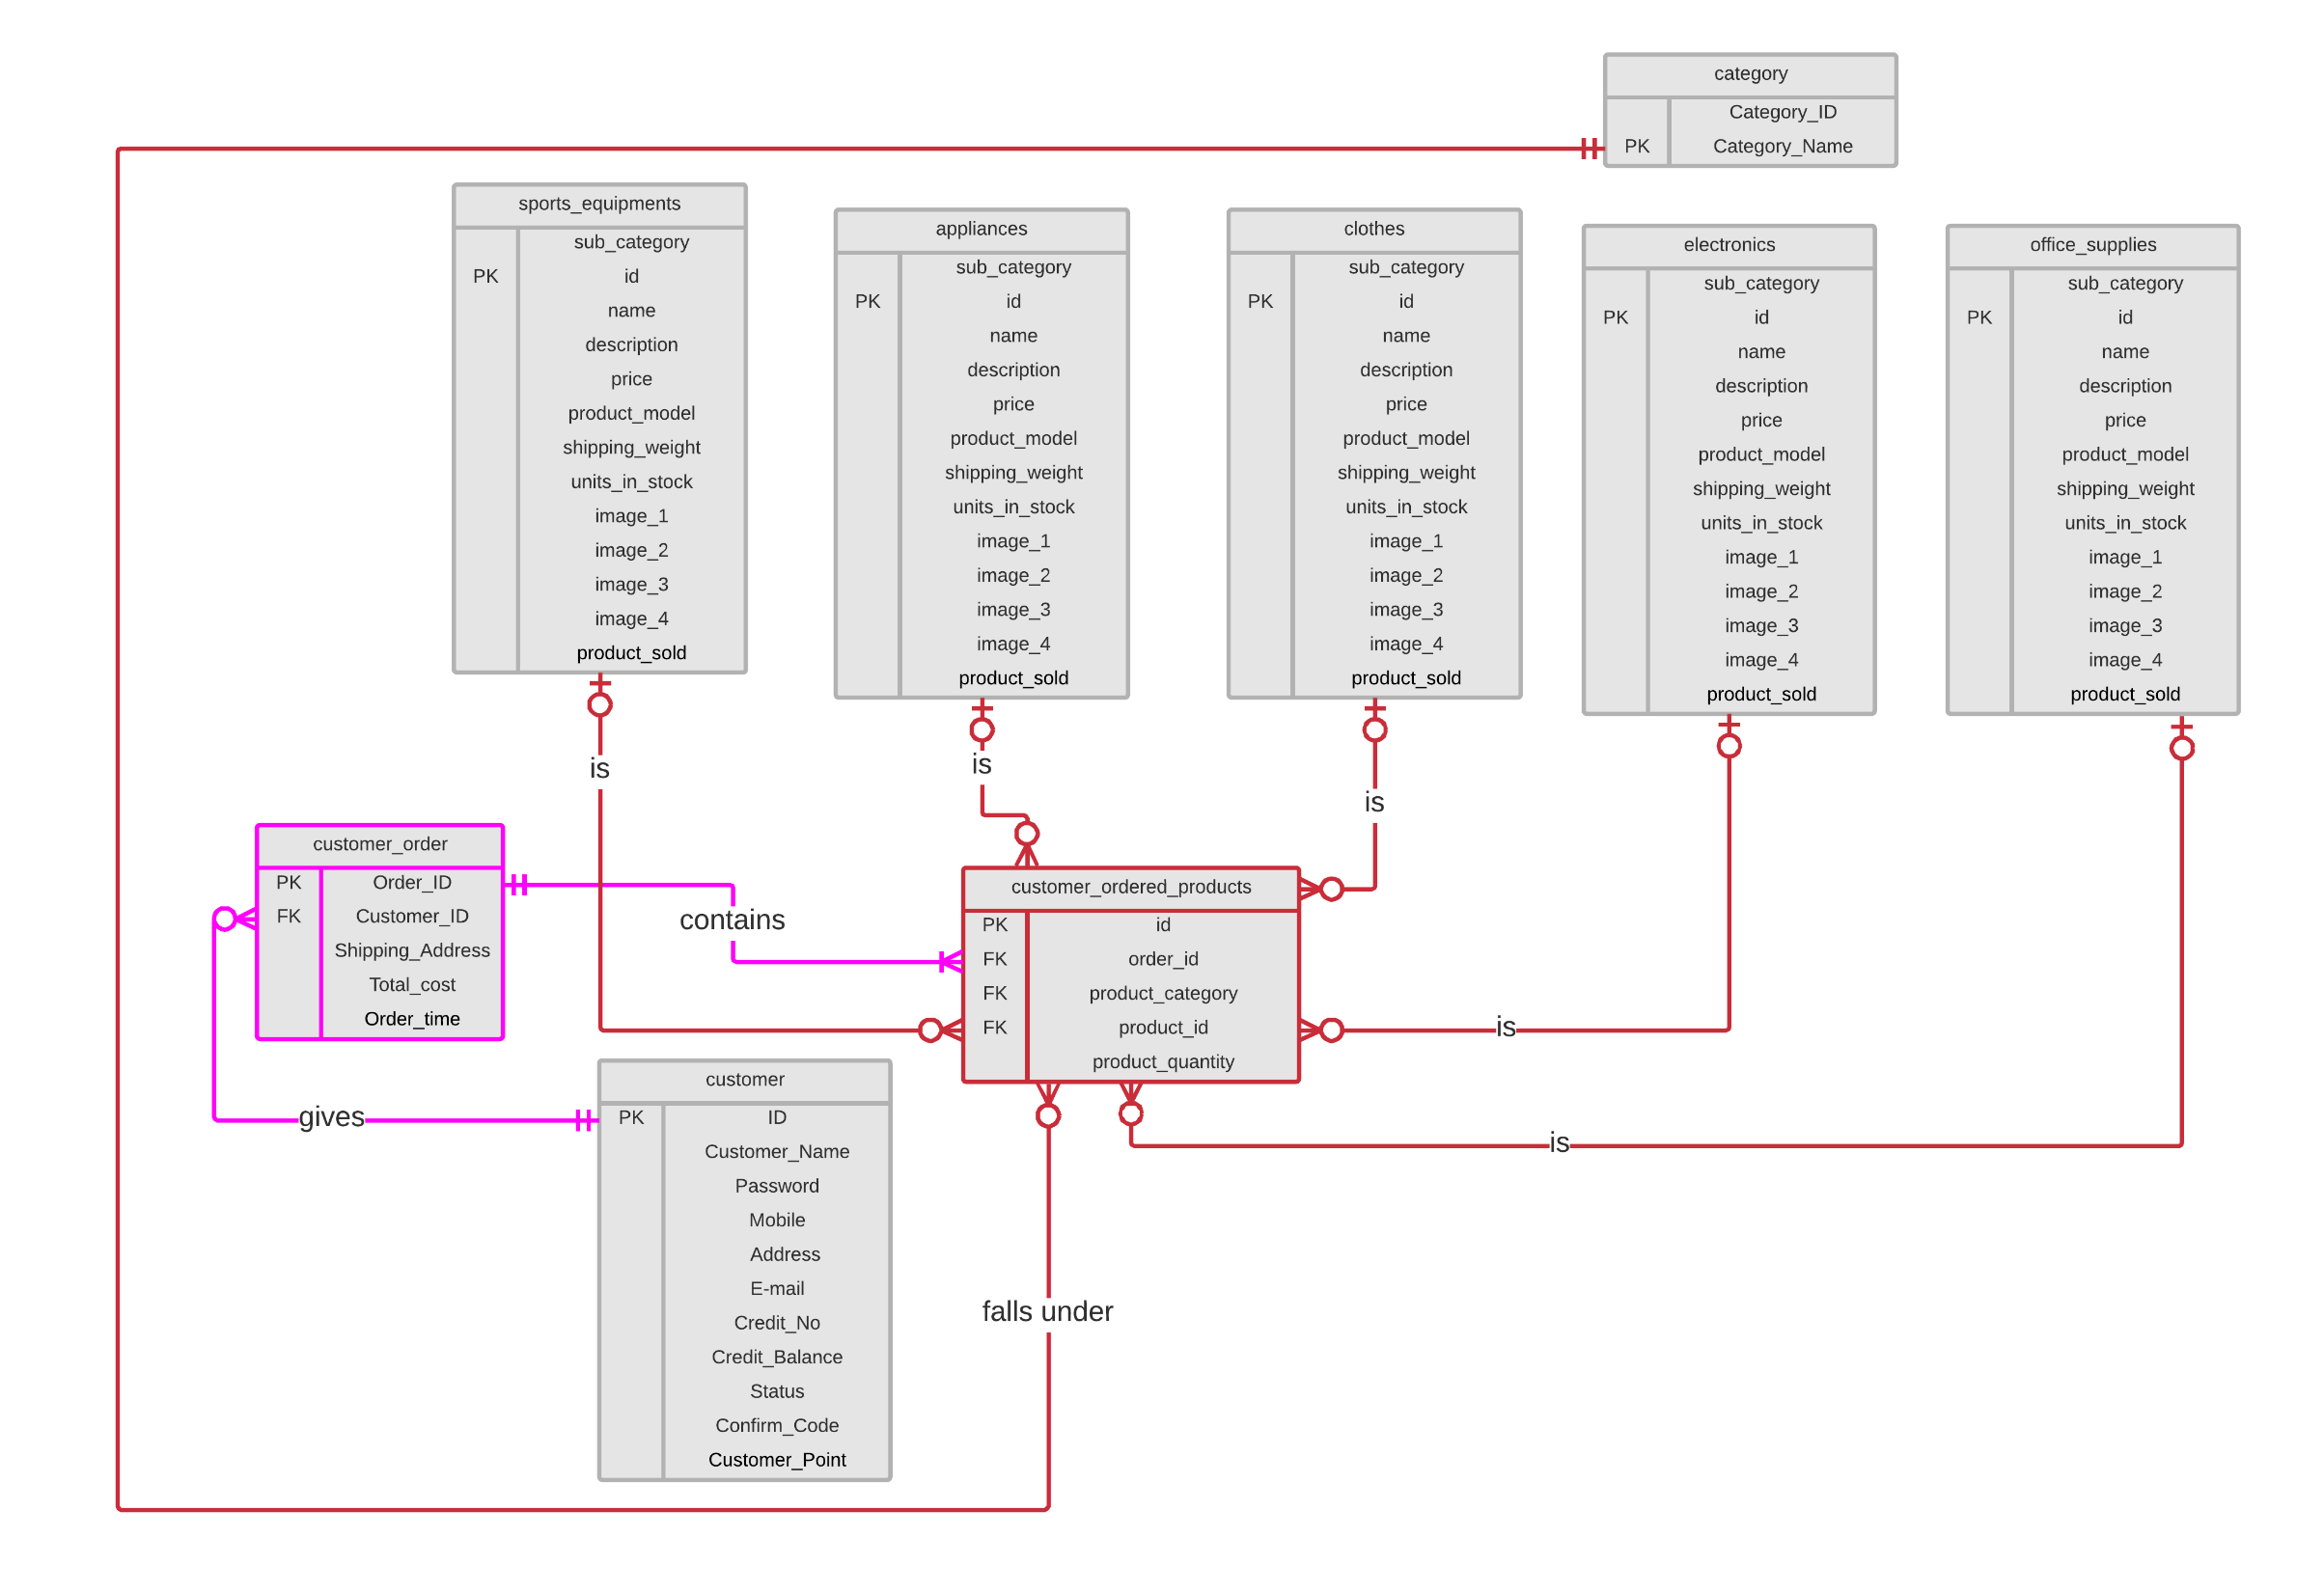 category
Category_ID
PK Category_Name
sports_equipments
sub_category
PK id
name
description
price
product_model
shipping_weight
units_in_stock
image_1
image_2
image_3
image_4
product_sold
appliances
sub_category
PK id
name
description
price
product_model
shipping_weight
units_in_stock
image_1
image_2
image_3
image_4
product_sold
clothes
sub_category
PK id
name
description
price
product_model
shipping_weight
units_in_stock
image_1
image_2
image_3
image_4
product_sold
electronics
sub_category
PK id
name
description
price
product_model
shipping_weight
units_in_stock
image_1
image_2
image_3
image_4
product_sold
office_supplies
sub_category
PK id
name
description
price
product_model
shipping_weight
units_in_stock
image_1
image_2
image_3
image_4
product_sold
is
is
is
customer_order
PK Order_ID
FK Customer_ID
Shipping_Address
Total_cost
Order_time
contains
customer_ordered_products
PK id
FK order_id
FK product_category
FK product_id
product_quantity
is
gives
customer
PK ID
Customer_Name
Password
Mobile
Address
E-mail
Credit_No
Credit_Balance
Status
Confirm_Code
Customer_Point
is
falls under